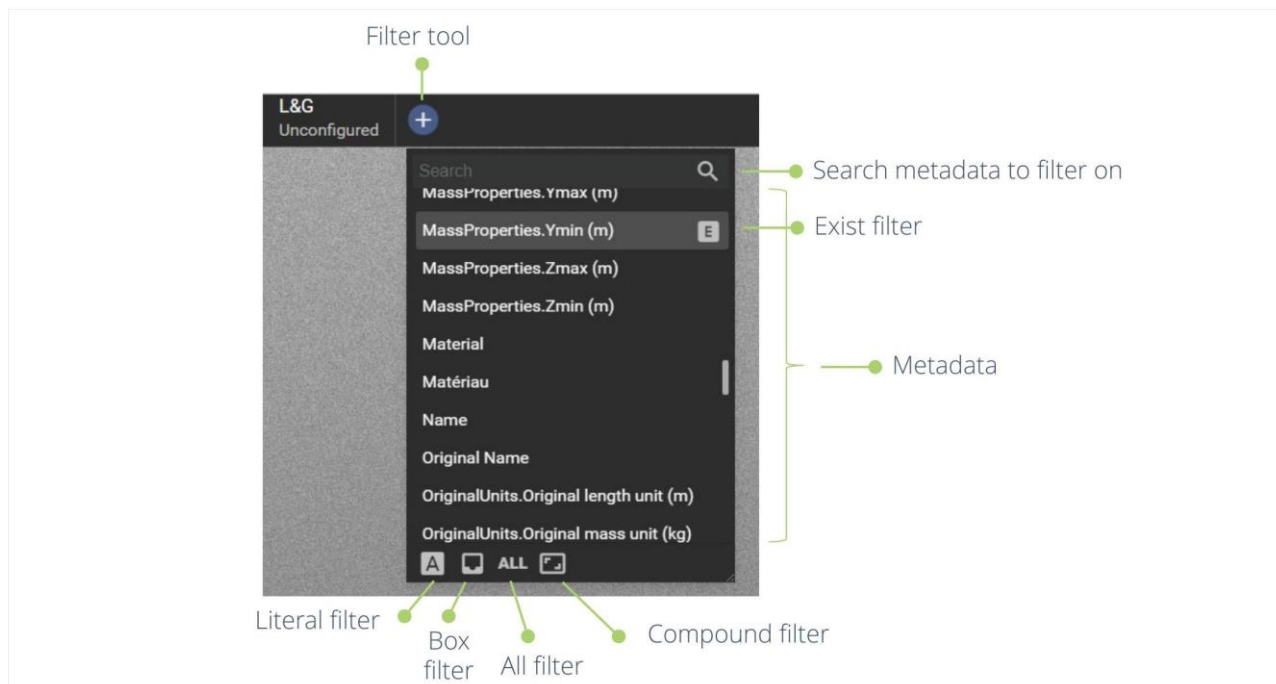 Filter tool
L&G
Unconfigured
Search
Search metadada to filter on
MassProperties.Ymax (m)
MassProperties.Ymin (m) E
Exist filter
MassProperties.Zmax (m)
MassProperties.Zmin (m)
Material
Metadada
Matériau
Name
Original Name
OriginalUnits.Original length unit (m)
OriginalUnits.Original mass unit (kg)
A ALL
Literal filter
Box
filter
All filter
Compound filter